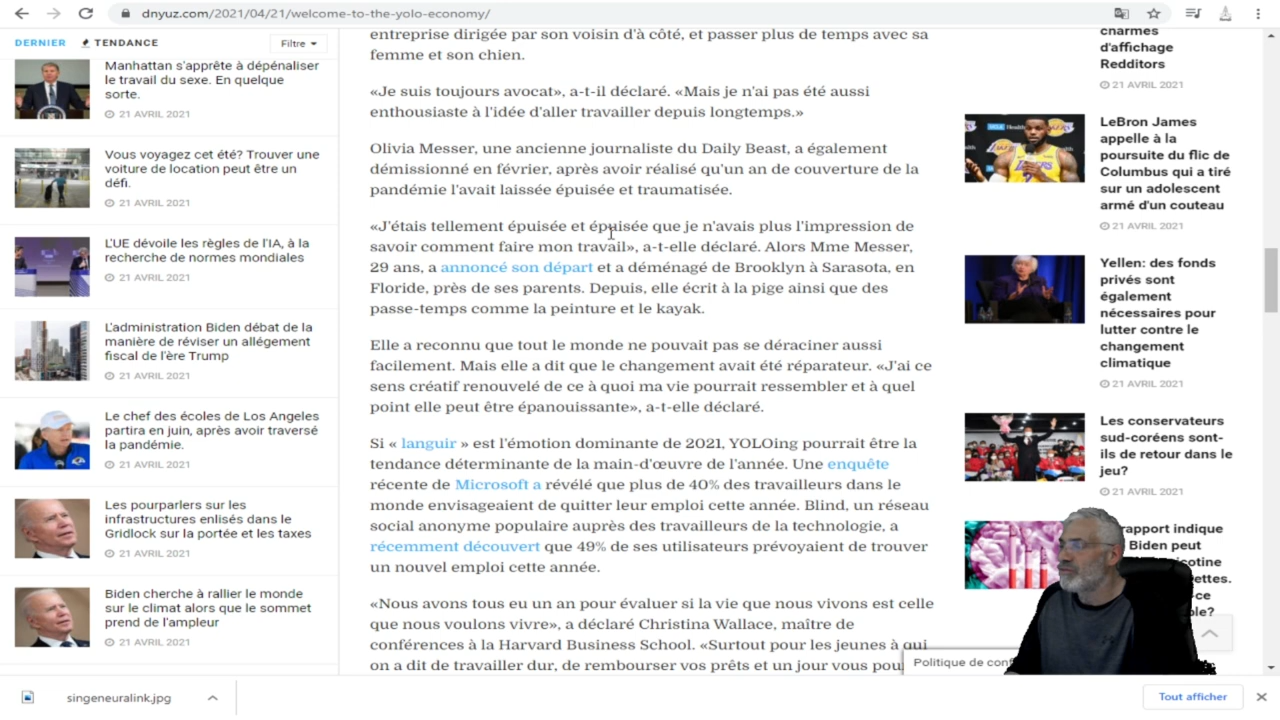 dnyuz.com/2021/04/21/welcome-to-the-yolo-economy/
DERNIER
TENDANCE
Filtre
Manhattan s'apprête à dépénaliser
le travail du sexe. En quelque
sorte.
21 AVRIL 2021
Vous voyagez cet été? Trouver une
voiture de location peut être un
défi.
21 AVRIL 2021
L'UE dévoile les règles de l'IA, à la
recherche de normes mondiales
21 AVRIL 2021
L'administration Biden débat de la
manière de réviser un allégement
fiscal de l'ère Trump
21 AVRIL 2021
Le chef des écoles de Los Angeles
partira en juin, après avoir traversé
la pandémie.
21 AVRIL 2021
Les pourparlers sur les
infrastructures enlisés dans le
Gridlock sur la portée et les taxes
21 AVRIL 2021
Biden cherche à rallier le monde
sur le climat alors que le sommet
prend de l'ampleur
21 AVRIL 2021
entreprise dirigée par son voisin d'à côté, et passer plus de temps avec sa
femme et son chien.
«Je suis toujours avocat», a-t-il déclaré. «Mais je n'ai pas été aussi
enthousiaste à l'idée d'aller travailler depuis longtemps.»
Olivia Messer, une ancienne journaliste du Daily Beast, a également
démissionné en février, après avoir réalisé qu'un an de couverture de la
pandémie l'avait laissée épuisée et traumatisée.
«J'étais tellement épuisée et épuisée que je n'avais plus l'impression de
savoir comment faire mon travail», a-t-elle déclaré. Alors Mme Messer,
29 ans, a annoncé son départ et a déménagé de Brooklyn à Sarasota, en
Floride, près de ses parents. Depuis, elle écrit à la pige ainsi que des
passe-temps comme la peinture et le kayak.
Elle a reconnu que tout le monde ne pouvait pas se déraciner aussi
facilement. Mais elle a dit que le changement avait été réparateur. «J'ai ce
sens créatif renouvelé de ce à quoi ma vie pourrait ressembler et à quel
point elle peut être épanouissante», a-t-elle déclaré.
Si « languir » est l'émotion dominante de 2021, YOLOing pourrait être la
tendance déterminante de la main-d'œuvre de l'année. Une enquête
récente de Microsoft a révélé que plus de 40% des travailleurs dans le
monde envisageaient de quitter leur emploi cette année. Blind, un réseau
social anonyme populaire auprès des travailleurs de la technologie, a
récemment découvert que 49% de ses utilisateurs prévoyaient de trouver
un nouvel emploi cette année.
«Nous avons tous eu un an pour évaluer si la vie que nous vivons est celle
que nous voulons vivre», a déclaré Christina Wallace, maître de
conférences à la Harvard Business School. «Surtout pour les jeunes à qui
on a dit de travailler dur, de rembourser vos prêts et un jour vous
charmes
d'affichage
Redditors
21 AVRIL 2021
LeBron James
appelle à la
poursuite du flic de
Columbus qui a tiré
sur un adolescent
armé d'un couteau
21 AVRIL 2021
Yellen: des fonds
privés sont
également
nécessaires pour
lutter contre le
changement
climatique
21 AVRIL 2021
Les conservateurs
sud-coréens sont-
ils de retour dans le
jeu?
21 AVRIL 2021
rapport indique
Biden peut
Politique de
singeneuralink.jpg
Tout afficher